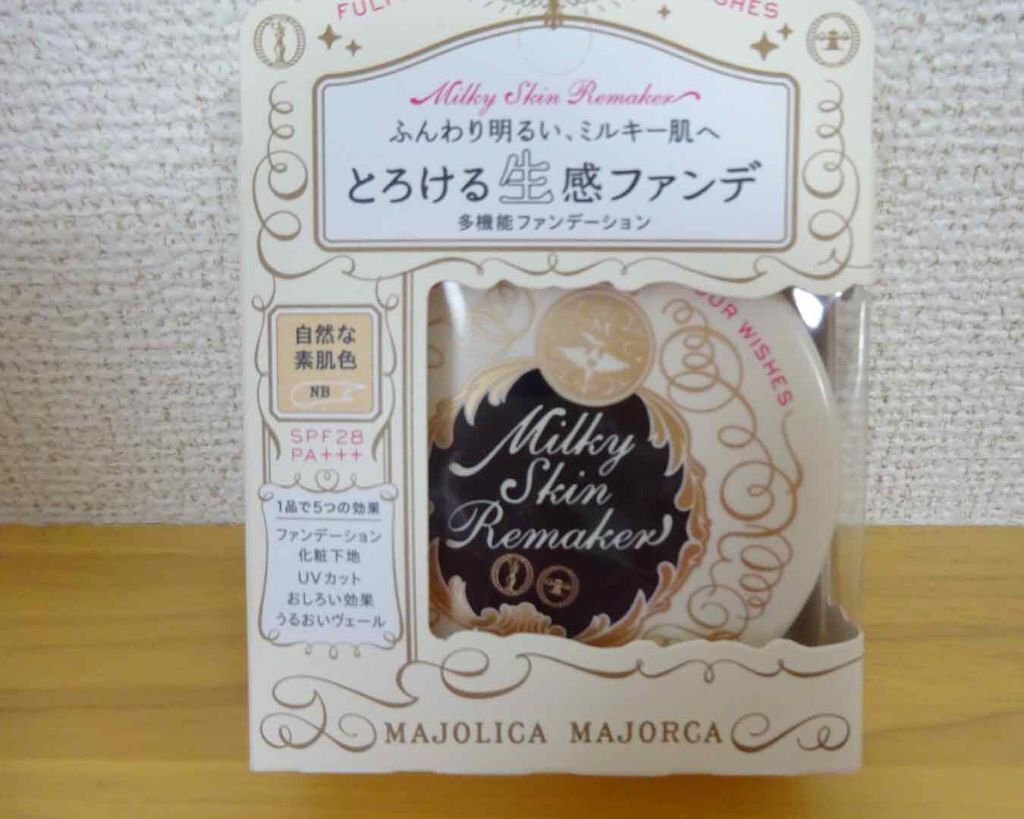 SHES
Milky Skin Remaker
ふんわり明るい、ミルキー肌へ
とろける生感ファンデ
多機能ファンデーション
OUR WISHES
M
自然な
素肌色
NB
SPF28
PA+++
1品で5つの効果
ファンデーション
化粧下地
UVカット
おしろい効果
うるおいヴェール
Milky
Skin
Remaker
MAJOLICA MAJORCA